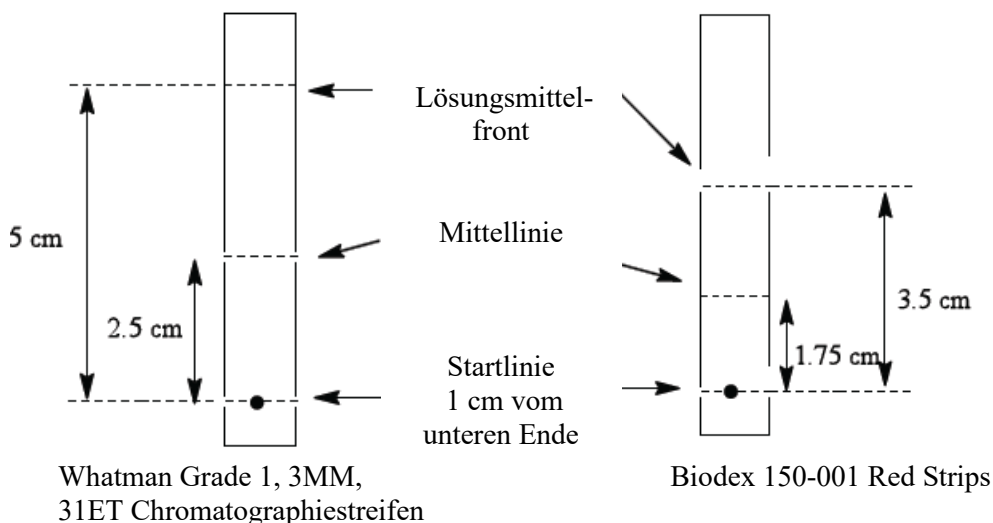 Lösungsmittel-
front
5 cm
Mittellinie
3.5 cm
2.5 cm
1.75 cm
Startlinie
1 cm vom
unteren Ende
Whatman Grade 1, 3MM,
31ET Chromatographiestreifen
Biodex 150-001 Red Strips